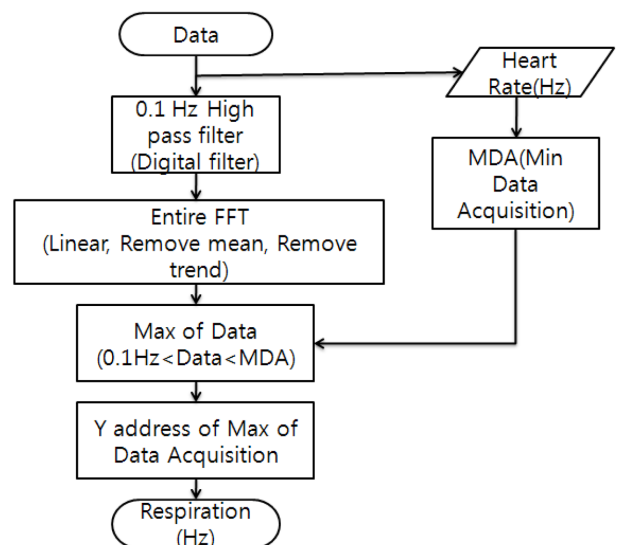 Data
Heart
Rate(Hz)
0.1 Hz High
pass filter
(Digital filter)
MDA(Min
Data
Acquisition)
Entire FFT
(Linear, Remove mean, Remove
trend)
Max of Data
(0.1Hz<Data<MDA)
Y address of Max of
Data Acquisition
Respiration
(Hz)